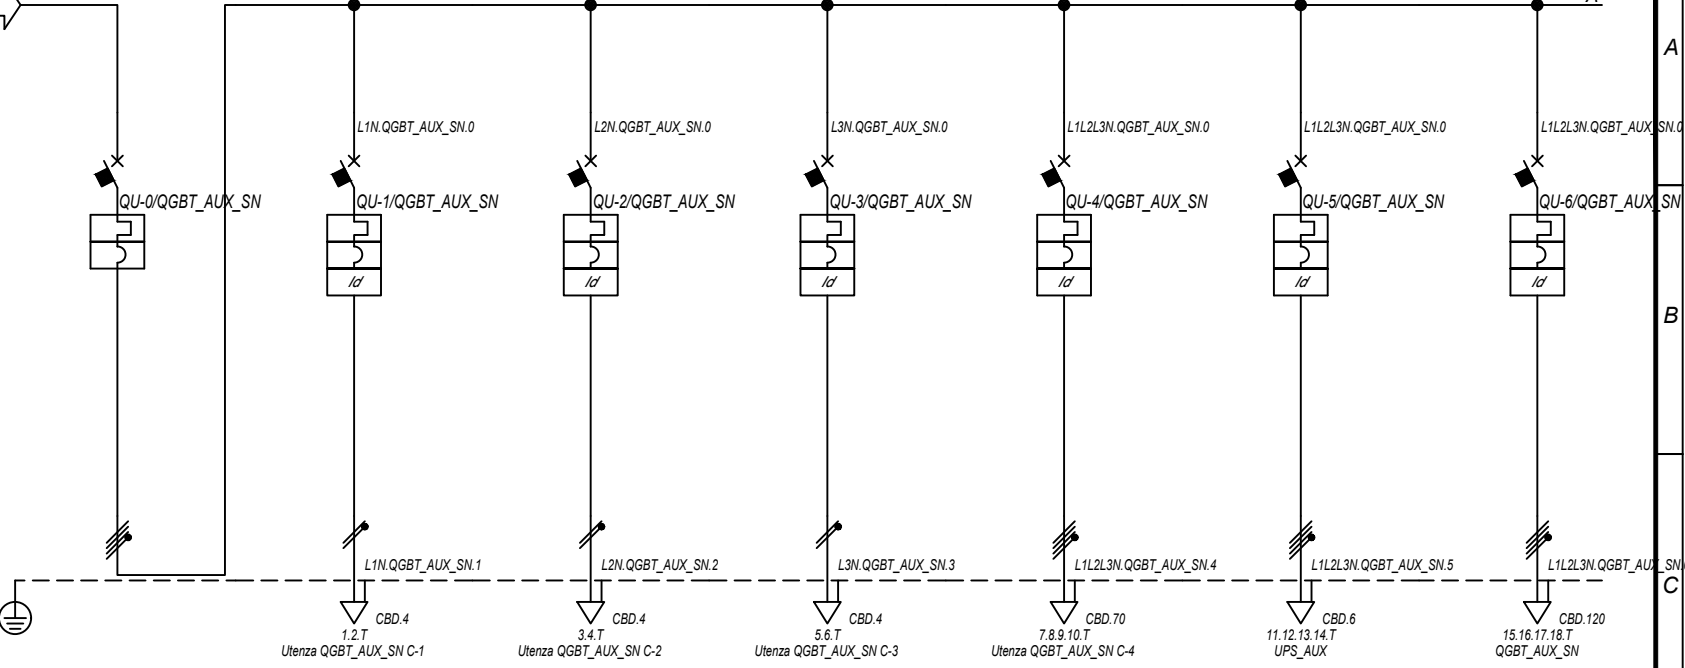 A
L1N.QGBT_AUX_SN.0
L2N.QGBT_AUX_SN.0
L3N.QGBT_AUX_SN.0
L1L2L3N.QGBT_AUX_SN.0
L1L2L3N.QGBT_AUX_SN.0
L1L2L3N.QGBT_AUX_SN.0
QU-0/QGBT_AUX_SN
QU-1/QGBT_AUX_SN
QU-2/QGBT_AUX_SN
QU-3/QGBT_AUX_SN
QU-4/QGBT_AUX_SN
QU-5/QGBT_AUX_SN
QU-6/QGBT_AUX_SN
Id
Id
Id
Id
Id
Id
B
L1N.QGBT_AUX_SN.1
L2N.QGBT_AUX_SN.2
L3N.QGBT_AUX_SN.3
L1L2L3N.QGBT_AUX_SN.4
L1L2L3N.QGBT_AUX_SN.5
L1L2L3N.QGBT_AUX_SN.
C
CBD.4
CBD.4
CBD.4
CBD.70
CBD.6
CBD.120
1.2.T
3.4.T
5.6.T
7.8.9.10.T
11.12.13.14.T
15.16.17.18.T
Utenza QGBT_AUX_SN C-1
Utenza QGBT_AUX_SN C-2
Utenza QGBT_AUX_SN C-3
Utenza QGBT_AUX_SN C-4
UPS_AUX
QGBT_AUX_SN